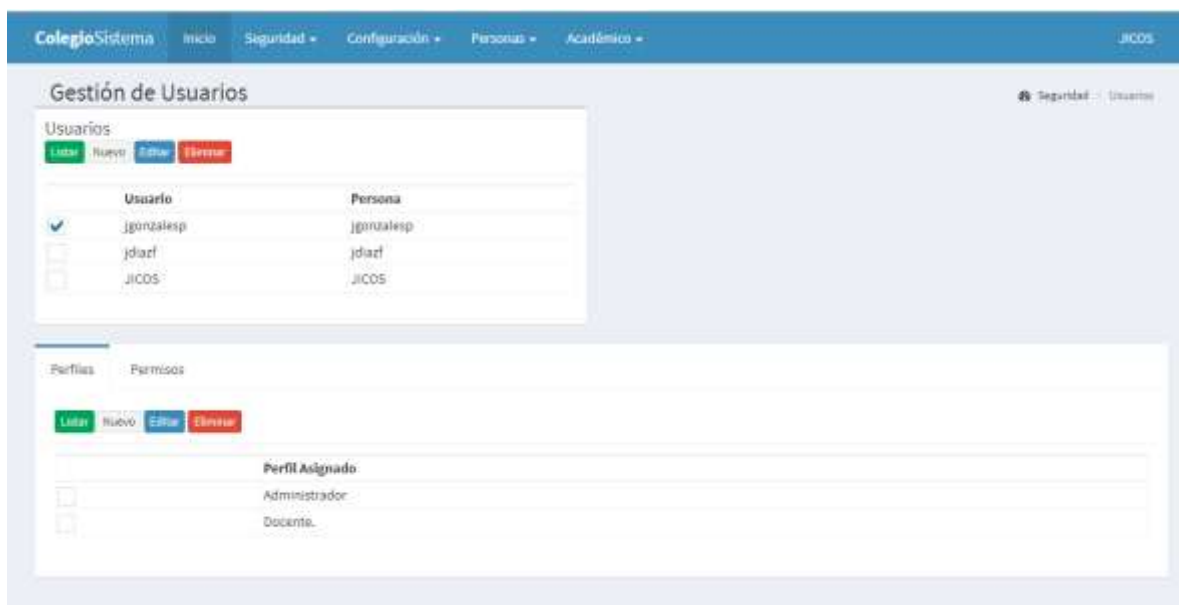 ColegioSistema Inicio Seguridad Configuración Personas Académico JICOS
Gestión de Usuarios Seguridad Usuarios
Usuarios
Listar Nuevo Editar Eliminar
Usuario Persona
jgonzalesp jgonzalesp
jdiazf jdiazf
JICOS JICOS
Perfiles Permisos
Listar Nuevo Editar Eliminar
Perfil Asignado
Administrador
Docente.